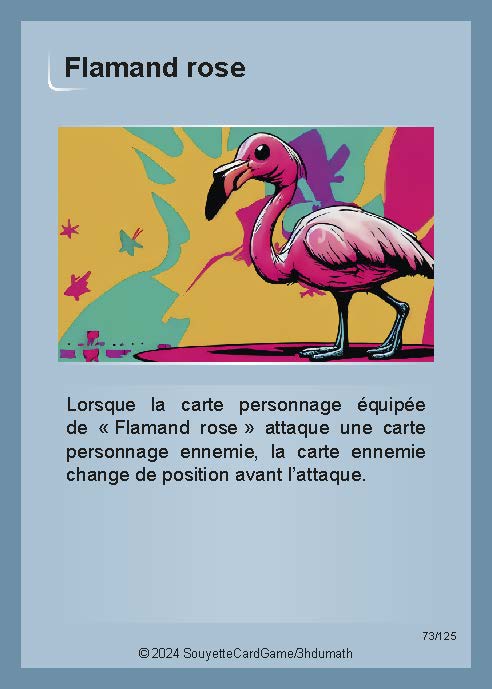 Flamand rose
Lorsque la carte personnage équipée
de « Flamand rose » attaque une carte
personnage ennemie, la carte ennemie
change de position avant l'attaque.
73/125
© 2024 SouyetteCardGame/3hdumath